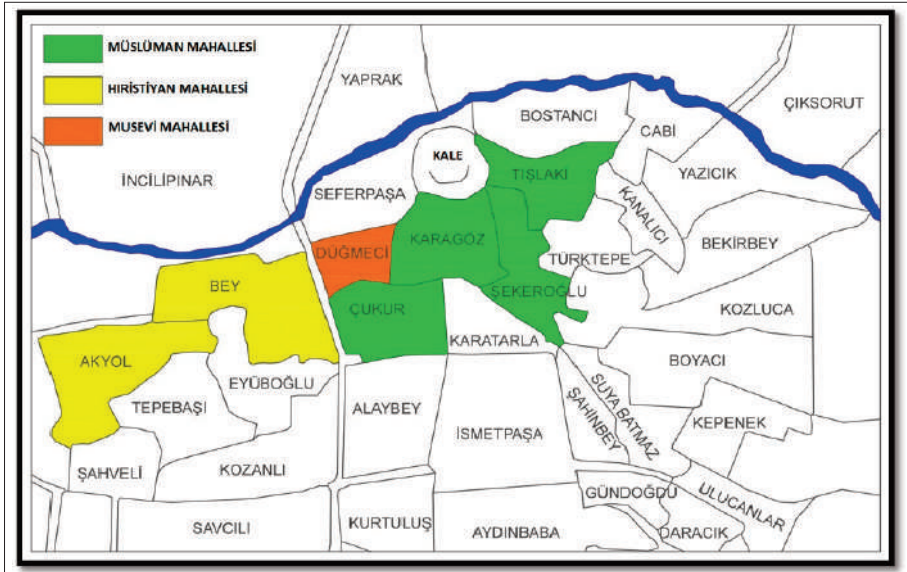 MÜSLÜMAN MAHALLESİ
HIRİSTİYAN MAHALLESİ
MUSEVİ MAHALLESİ
YAPRAK
BOSTANCI
ÇIKSORUT
CABİ
KALE
İNCİLİPINAR
TIŞLAKİ
YAZICIK
SEFERPAŞA
KANALICI
KARAGÖZ
BEKİRBEY
DÜĞMECİ
TÜRKTEPE
BEY
ŞEKEROĞLU
ÇUKUR
KOZLUCA
KARATARLA
AKYOL
BOYACI
EYÜBOĞLU
SUYA BATMAZ
TEPEBAŞI
ALAYBEY
ŞAHİNBEY
KEPENEK
İSMETPAŞA
ŞAHVELİ
KOZANLI
GÜNDOĞDU
ULUCANLAR
SAVCILI
KURTULUŞ
AYDINBABA
DARACIK